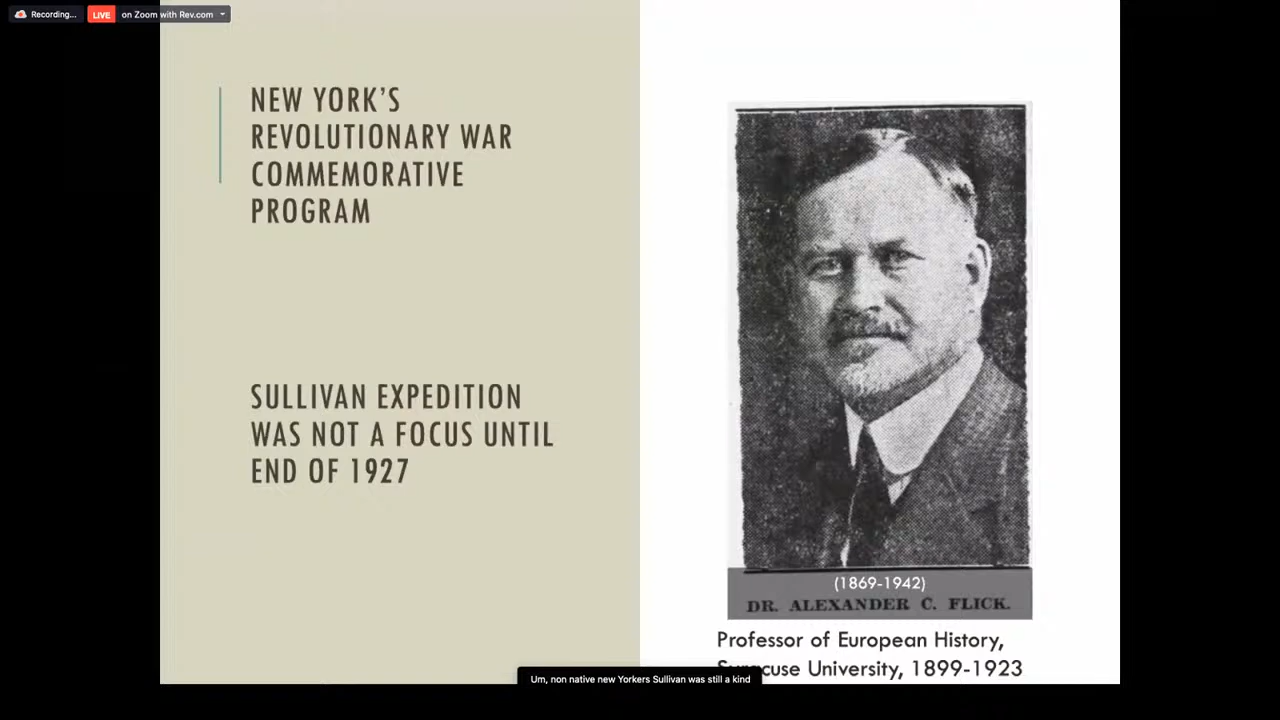 Recording...
LIVE
on Zoom with Rev.com
NEW YORK'S
REVOLUTIONARY WAR
COMMEMORATIVE
PROGRAM
SULLIVAN EXPEDITION
WAS NOT A FOCUS UNTIL
END OF 1927
(1869-1942)
DR. ALEXANDER C. FLICK.
Professor of European History,
Syracuse University, 1899-1923
Um, non native new Yorkers Sullivan was still a kind